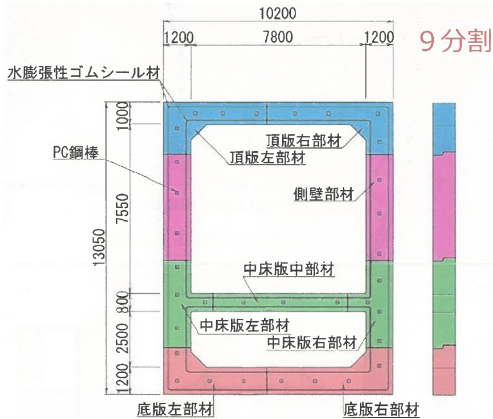 10200
1200
7800
1200
9分割
水膨張性ゴムシール材
1000
頂版右部材
頂版左部材
PC鋼棒
側壁部材
7550
13050
中床版中部材
800
中床版左部材
中床版右部材
2500
1200
底版左部材
底版右部材